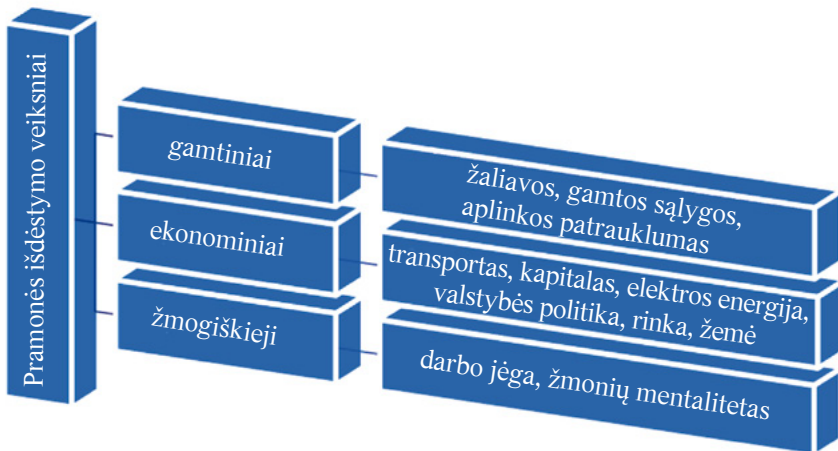 Pramonės išdėstymo veiksniai
gamtiniai
žaliavos, gamtos sąlygos,
aplinkos patrauklumas
ekonominiai
transportas, kapitalas, elektros energija,
valstybės politika, rinka, žemė
žmogiškieji
darbo jėga, žmonių mentalitetas